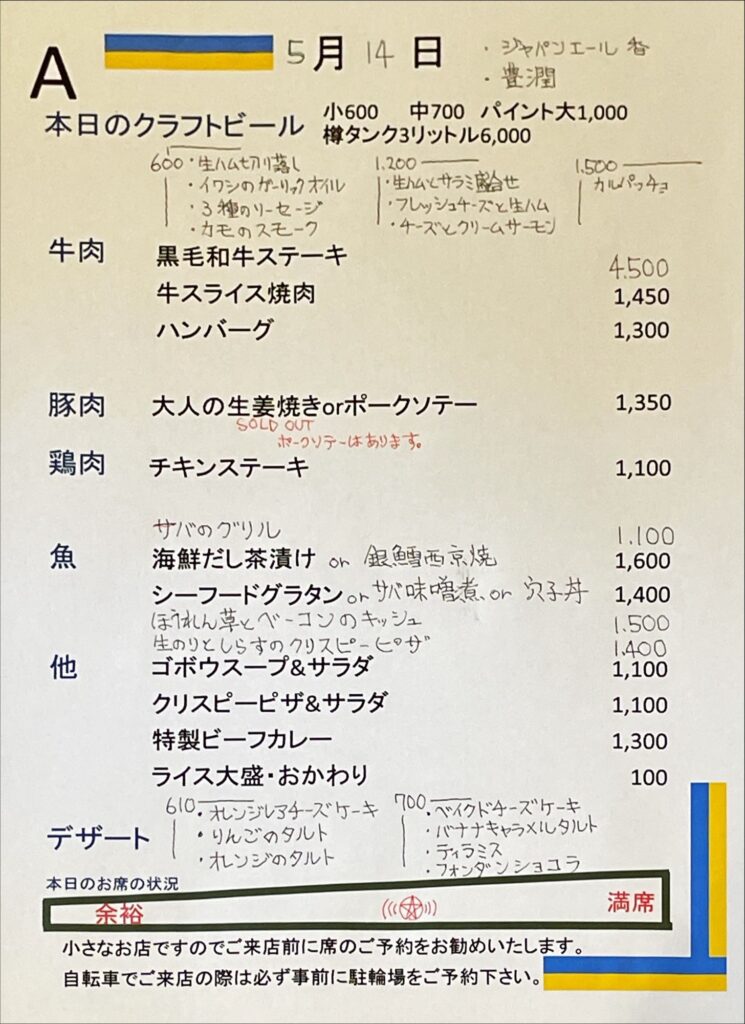 A
5月14日
・ジャパンエール 香
・豊潤
本日のクラフトビール
小600 中700 パイント大1,000
樽タンク3リットル6,000
600・生ハム切り落し
・イワシのガーリックオイル
・3種のソーセージ
・カモのスモーク
1.200
・生ハムとサラミ盛合せ
・フレッシュチーズと生ハム
・チーズとクリームサーモン
1.500
カルパッチョ
牛肉 黒毛和牛ステーキ 4.500
牛スライス焼肉 1,450
ハンバーグ 1,300
豚肉 大人の生姜焼きorポークソテー 1,350
SOLD OUT
ポークソテーはあります。
鶏肉 チキンステーキ 1,100
サバのグリル 1.100
魚 海鮮だし茶漬け or 銀鱈西京焼 1,600
シーフードグラタン or サバ味噌煮 or 穴子丼 1,400
ほうれん草とベーコンのキッシュ 1.500
生のりとしらすのクリスピーピザ 1.400
他 ゴボウスープ&サラダ 1,100
クリスピーピザ&サラダ 1,100
特製ビーフカレー 1,300
ライス大盛・おかわり 100
デザート
610
・オレンジレアチーズケーキ
・りんごのタルト
・オレンジのタルト
700
・ベイクドチーズケーキ
・バナナキャラメルタルト
・ティラミス
・フォンダンショコラ
本日のお席の状況
余裕 満席
小さなお店ですのでご来店前に席のご予約をお勧めいたします。
自転車でご来店の際は必ず事前に駐輪場をご予約下さい。